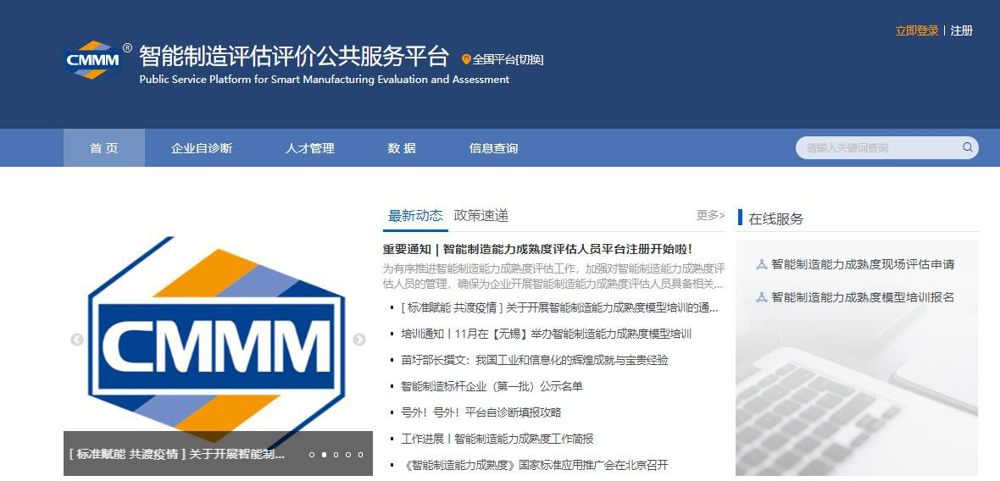 立即登录 | 注册
CMMM®
智能制造评估评价公共服务平台
全国平台[切换]
Public Service Platform for Smart Manufacturing Evaluation and Assessment
首 页
企业自诊断
人才管理
数 据
信息查询
请输入关键词查询
CMMM
[ 标准赋能 共渡疫情 ] 关于开展智能制...
最新动态
政策速递
更多>
重要通知 | 智能制造能力成熟度评估人员平台注册开始啦！
为有序推进智能制造能力成熟度评估工作，加强对智能制造能力成熟度评
估人员的管理，确保为企业开展智能制造能力成熟度评估人员具备相关...
[ 标准赋能 共渡疫情 ] 关于开展智能制造能力成熟度模型培训的通...
培训通知丨11月在【无锡】举办智能制造能力成熟度模型培训
苗圩部长撰文：我国工业和信息化的辉煌成就与宝贵经验
智能制造标杆企业（第一批）公示名单
号外！号外！平台自诊断填报攻略
工作进展丨智能制造能力成熟度工作简报
《智能制造能力成熟度》国家标准应用推广会在北京召开
在线服务
智能制造能力成熟度现场评估申请
智能制造能力成熟度模型培训报名